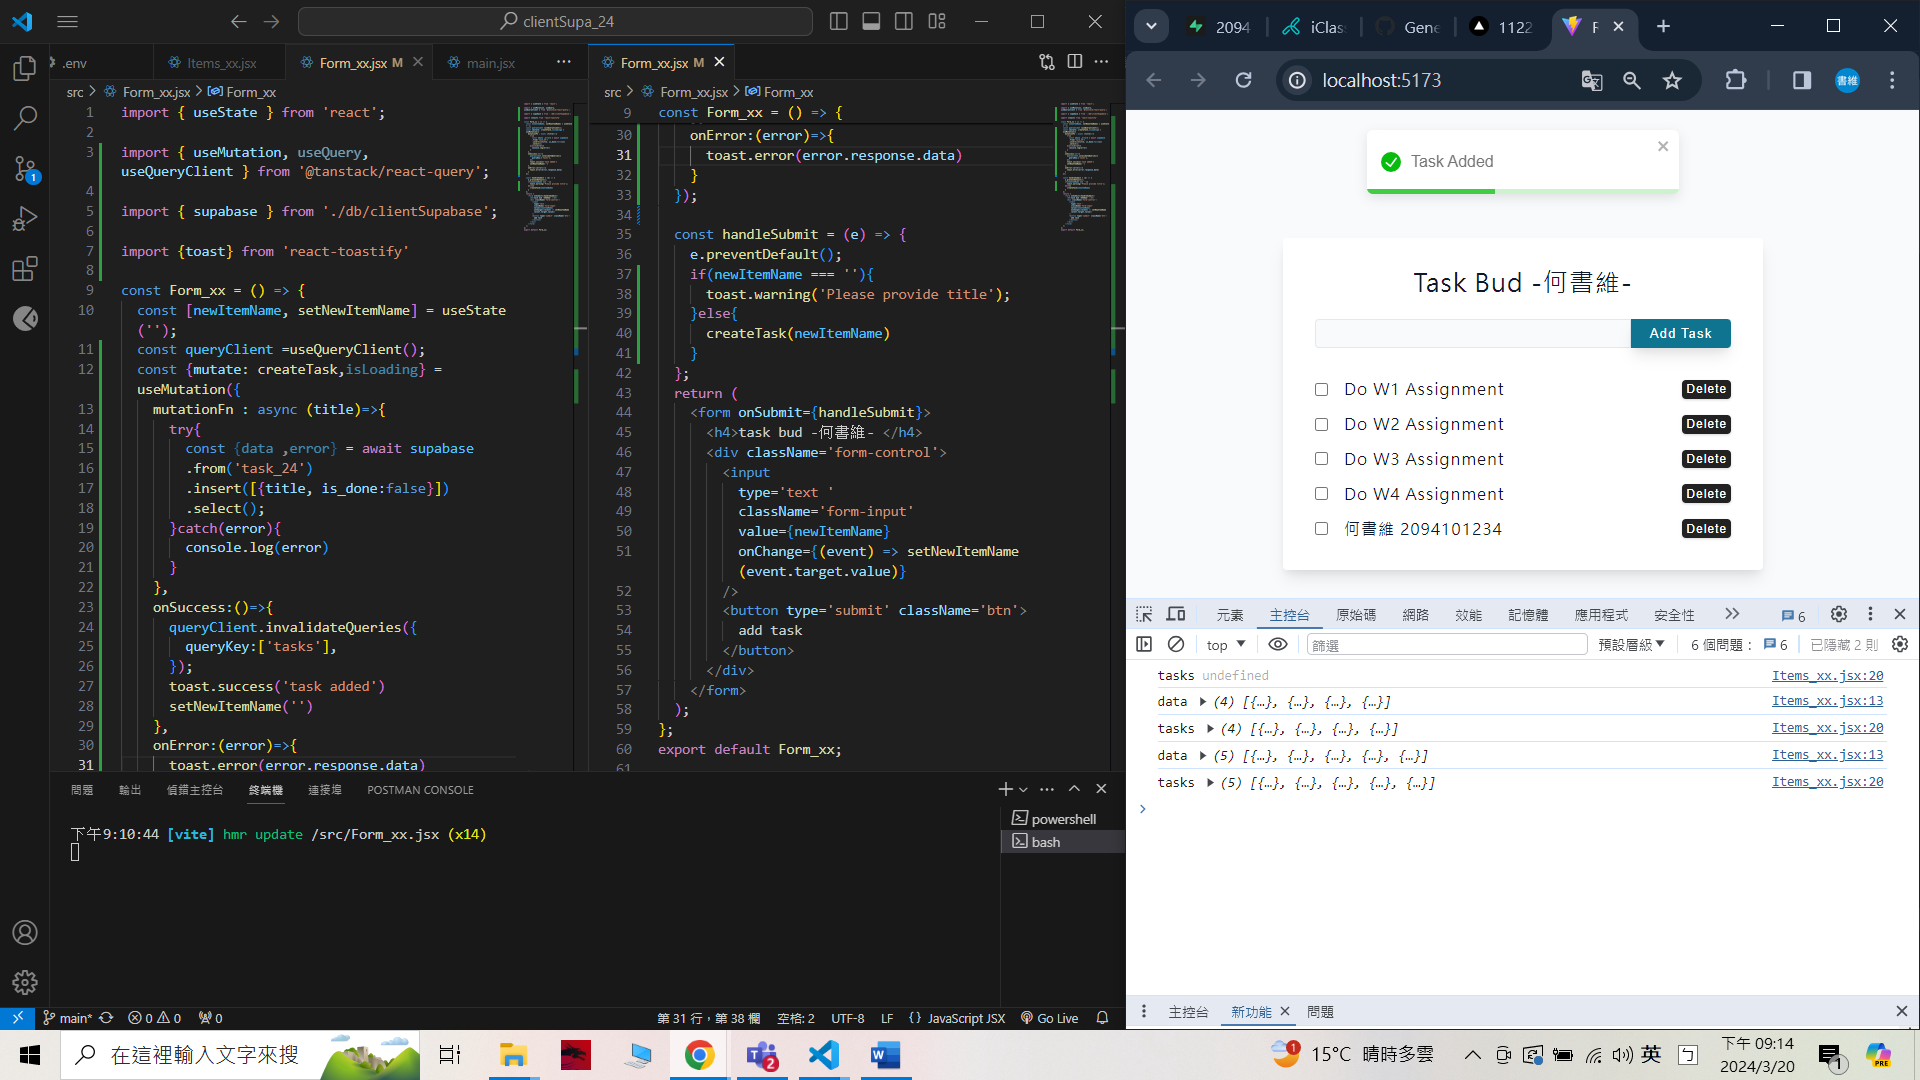 clientSupa_24
.env
Items_xx.jsx
Form_xx.jsx M
main.jsx
Form_xx.jsx M
src > Form_xx.jsx > Form_xx
1 import { useState } from 'react';
2
3 import { useMutation, useQuery,
useQueryClient } from '@tanstack/react-query';
4
5 import { supabase } from './db/clientSupabase';
6
7 import {toast} from 'react-toastify'
8
9 const Form_xx = () => {
10 const [newItemName, setNewItemName] = useState
('');
11 const queryClient =useQueryClient();
12 const {mutate: createTask,isLoading} =
useMutation({
13 mutationFn : async (title)=>{
14 try{
15 const {data ,error} = await supabase
16 .from('task_24')
17 .insert([{title, is_done:false}])
18 .select();
19 }catch(error){
20 console.log(error)
21 }
22 },
23 onSuccess:()=>{
24 queryClient.invalidateQueries({
25 queryKey:['tasks'],
26 });
27 toast.success('task added')
28 setNewItemName('')
29 },
30 onError:(error)=>{
31 toast.error(error.response.data)
src > Form_xx.jsx > Form_xx
9 const Form_xx = () => {
30 onError:(error)=>{
31 toast.error(error.response.data)
32 }
33 });
34
35 const handleSubmit = (e) => {
36 e.preventDefault();
37 if(newItemName === ''){
38 toast.warning('Please provide title');
39 }else{
40 createTask(newItemName)
41 }
42 };
43 return (
44 <form onSubmit={handleSubmit}>
45 <h4>task bud -何書維- </h4>
46 <div className='form-control'>
47 <input
48 type='text '
49 className='form-input'
50 value={newItemName}
51 onChange={(event) => setNewItemName
(event.target.value)}
52 />
53 <button type='submit' className='btn'>
54 add task
55 </button>
56 </div>
57 </form>
58 );
59 };
60 export default Form_xx;
61
問題 輸出 偵錯主控台 終端機 連接埠 POSTMAN CONSOLE
下午9:10:44 [vite] hmr update /src/Form_xx.jsx (x14)
powershell
bash
main* 0 0 0
第 31 行，第 38 欄 空格: 2 UTF-8 LF {} JavaScript JSX Go Live
2094
iClas
Gene
1122
localhost:5173
書維
Task Added
Task Bud -何書維-
Add Task
Do W1 Assignment Delete
Do W2 Assignment Delete
Do W3 Assignment Delete
Do W4 Assignment Delete
何書維 2094101234 Delete
元素 主控台 原始碼 網路 效能 記憶體 應用程式 安全性 6
top 篩選 預設層級 6 個問題： 6 已隱藏 2 則
tasks undefined Items_xx.jsx:20
data (4) [{…}, {…}, {…}, {…}] Items_xx.jsx:13
tasks (4) [{…}, {…}, {…}, {…}] Items_xx.jsx:20
data (5) [{…}, {…}, {…}, {…}, {…}] Items_xx.jsx:13
tasks (5) [{…}, {…}, {…}, {…}, {…}] Items_xx.jsx:20
主控台 新功能 問題
在這裡輸入文字來搜
15°C 晴時多雲
英
下午 09:14
2024/3/20